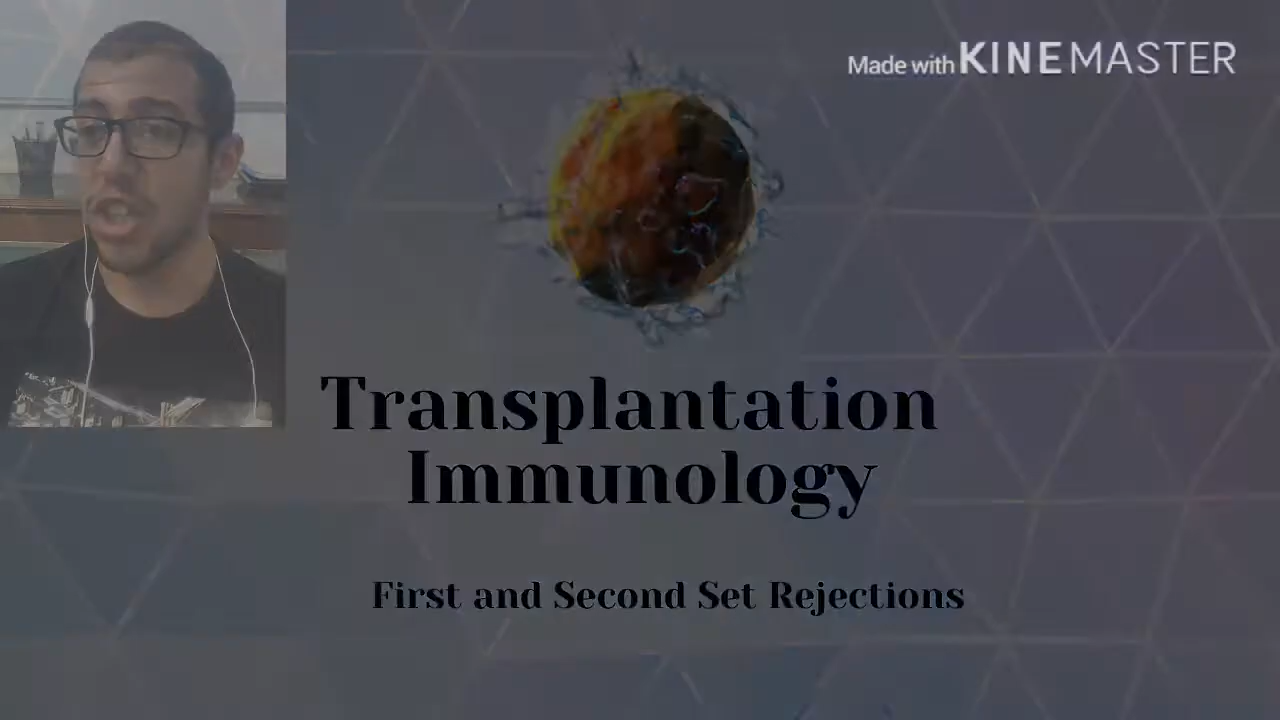 Made with KINEMASTER
Transplantation
Immunology
First and Second Set Rejections